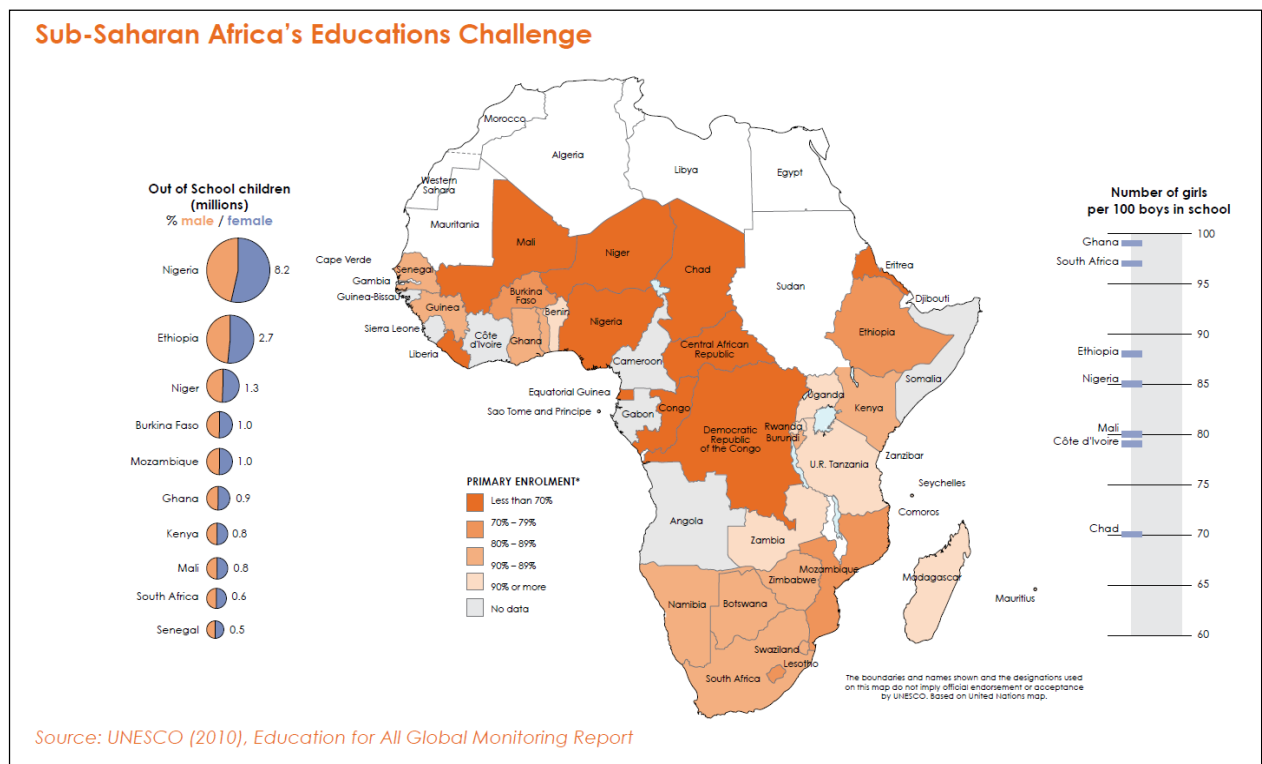 Sub-Saharan Africa's Educations Challenge
Out of School children
(millions)
% male / female
Nigeria 8.2
Ethiopia 2.7
Niger 1.3
Burkina Faso 1.0
Mozambique 1.0
Ghana 0.9
Kenya 0.8
Mali 0.8
South Africa 0.6
Senegal 0.5
Morocco
Algeria
Libya
Egypt
Western
Sahara
Mauritania
Mali
Niger
Chad
Sudan
Eritrea
Djibouti
Cape Verde
Senegal
Gambia
Guinea-Bissau
Guinea
Burkina
Faso
Benin
Nigeria
Ethiopia
Sierra Leone
Côte
d'Ivoire
Ghana
Liberia
Cameroon
Central African
Republic
Somalia
Equatorial Guinea
Sao Tome and Principe
Gabon
Congo
Democratic
Republic
of the Congo
Uganda
Kenya
Rwanda
Burundi
U.R. Tanzania
Zanzibar
Seychelles
Comoros
Angola
Zambia
Mozambique
Zimbabwe
Madagascar
Mauritius
Namibia
Botswana
Swaziland
Lesotho
South Africa
PRIMARY ENROLMENT*
Less than 70%
70% – 79%
80% – 89%
90% – 89%
90% or more
No data
Number of girls
per 100 boys in school
100
Ghana
South Africa
95
90
Ethiopia
Nigeria
85
Mali
80
Côte d'Ivoire
75
Chad
70
65
60
The boundaries and names shown and the designations used
on this map do not imply official endorsement or acceptance
by UNESCO. Based on United Nations map.
Source: UNESCO (2010), Education for All Global Monitoring Report